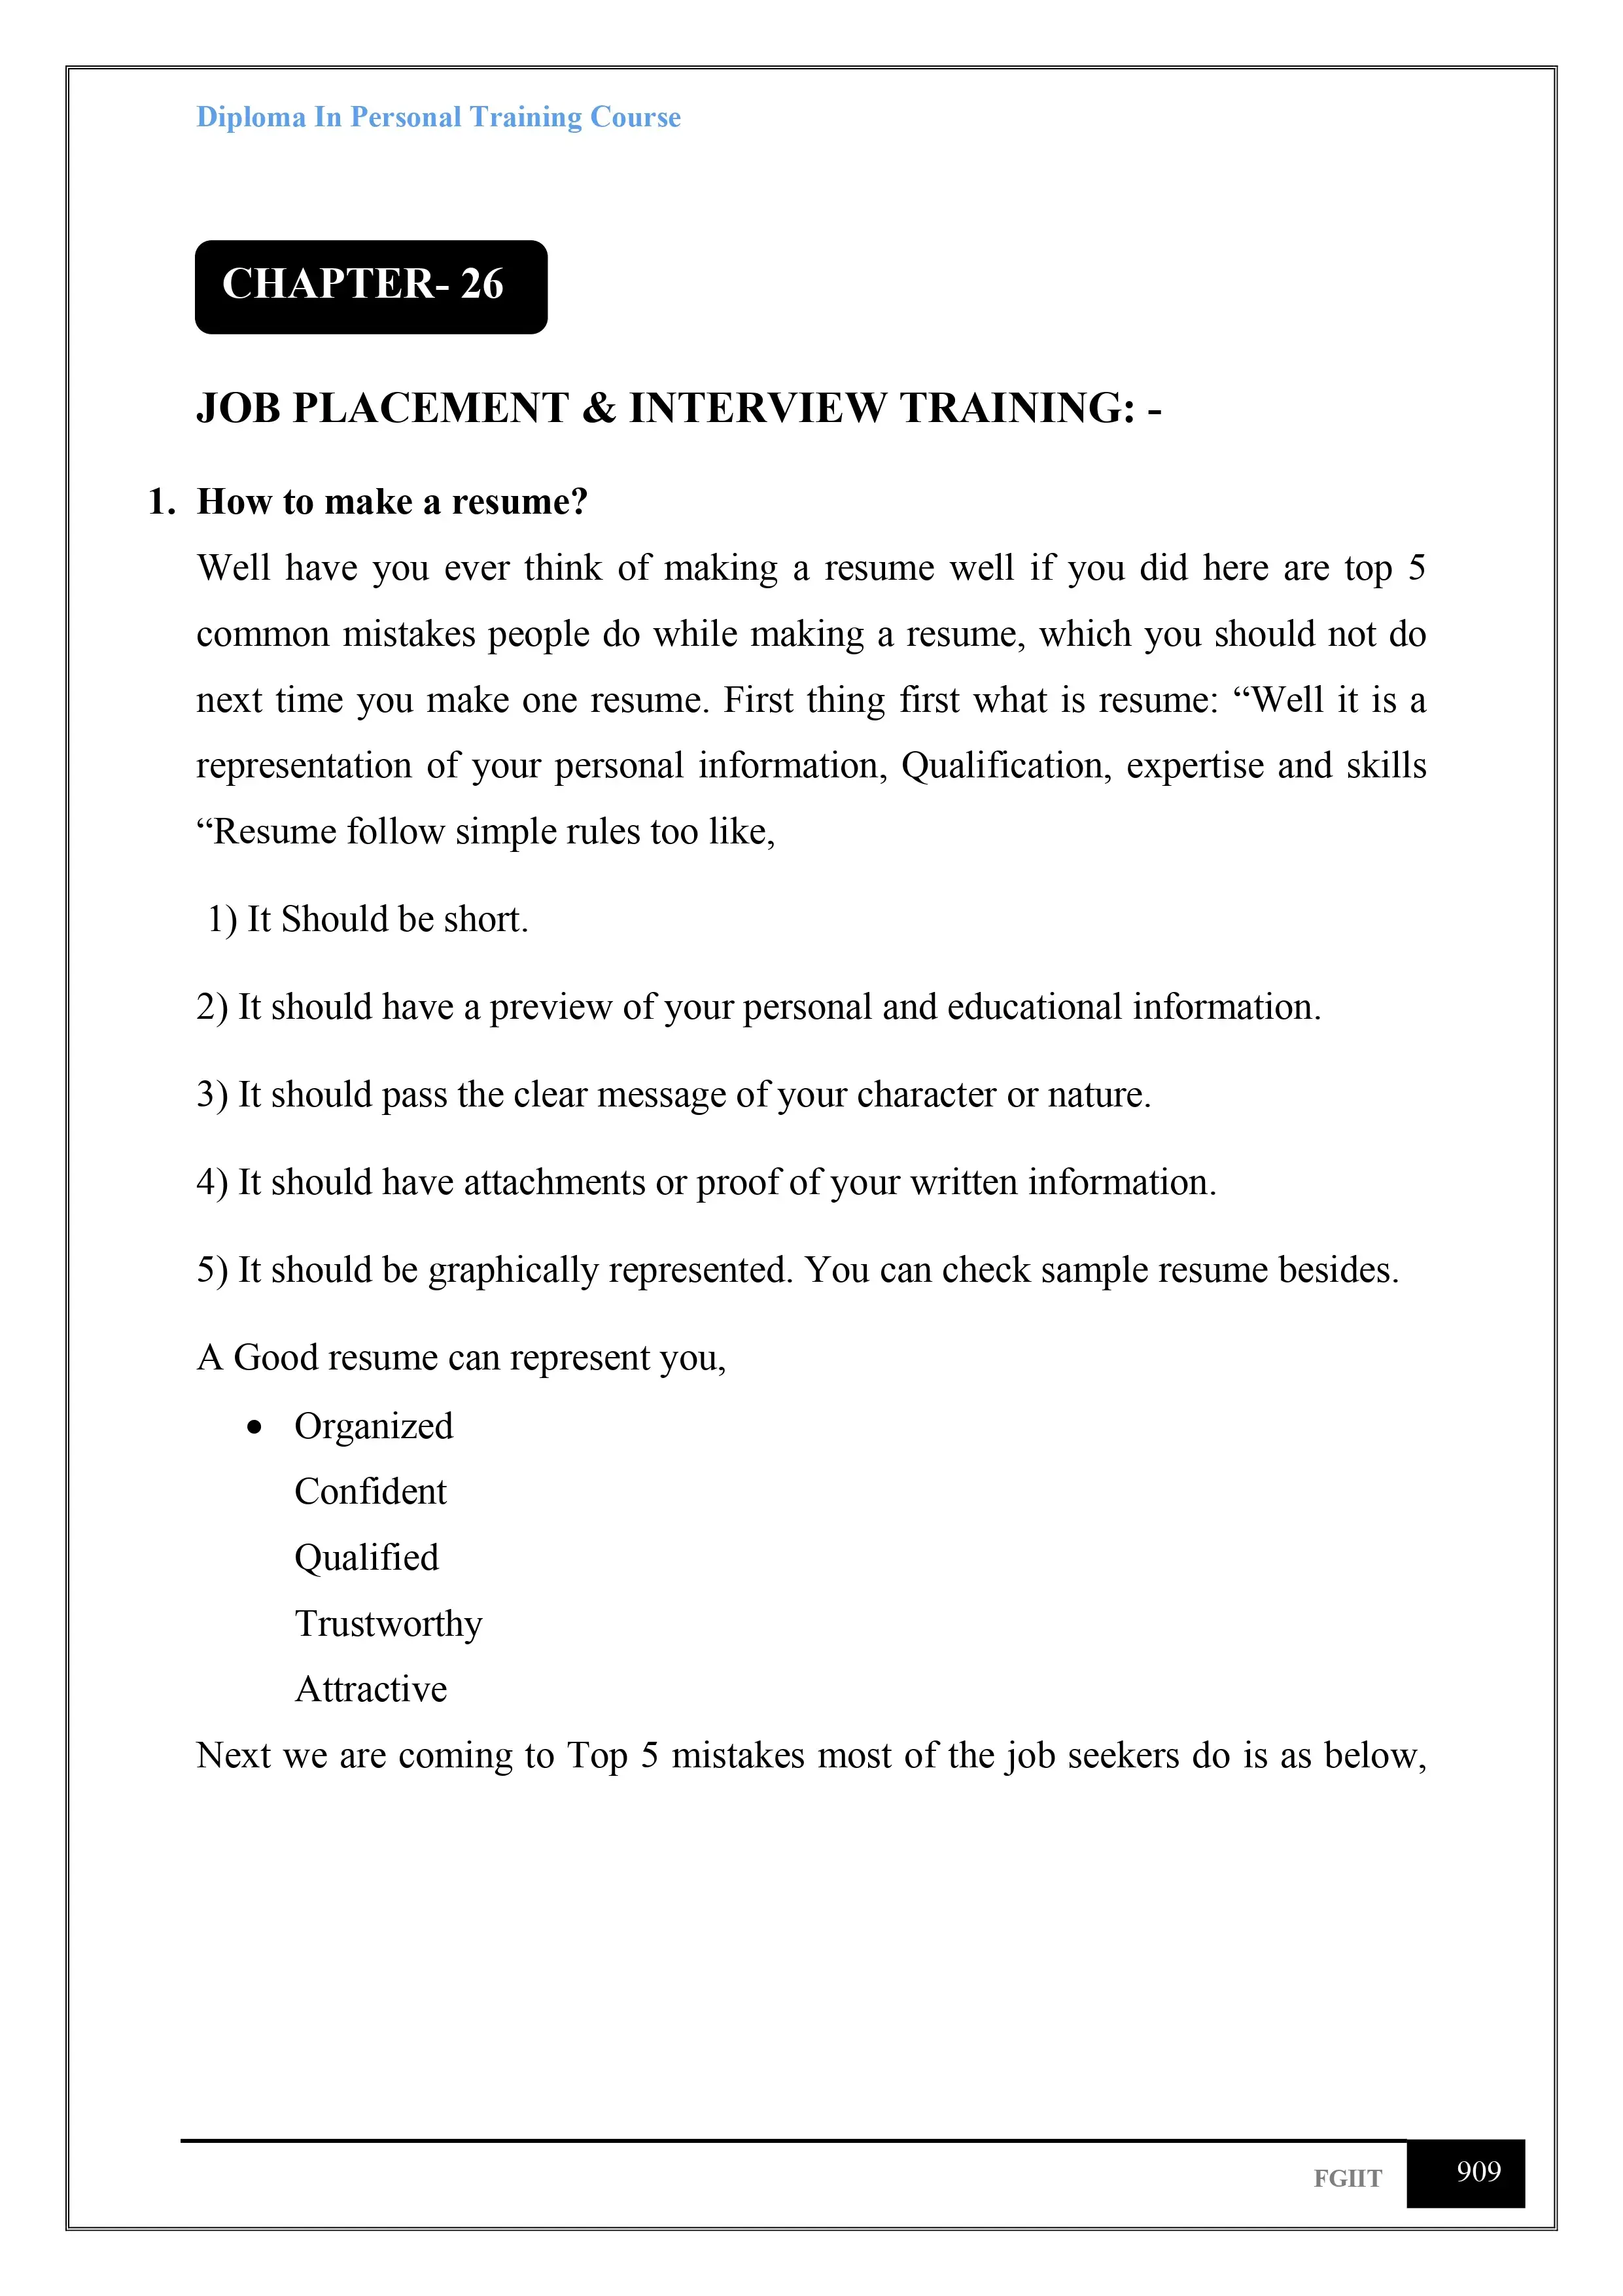 Diploma In Personal Training Course
CHAPTER- 26
JOB PLACEMENT & INTERVIEW TRAINING: -
1. How to make a resume?
Well have you ever think of making a resume well if you did here are top 5
common mistakes people do while making a resume, which you should not do
next time you make one resume. First thing first what is resume: “Well it is a
representation of your personal information, Qualification, expertise and skills
“Resume follow simple rules too like,
1) It Should be short.
2) It should have a preview of your personal and educational information.
3) It should pass the clear message of your character or nature.
4) It should have attachments or proof of your written information.
5) It should be graphically represented. You can check sample resume besides.
A Good resume can represent you,
• Organized
Confident
Qualified
Trustworthy
Attractive
Next we are coming to Top 5 mistakes most of the job seekers do is as below,
FGIIT 909